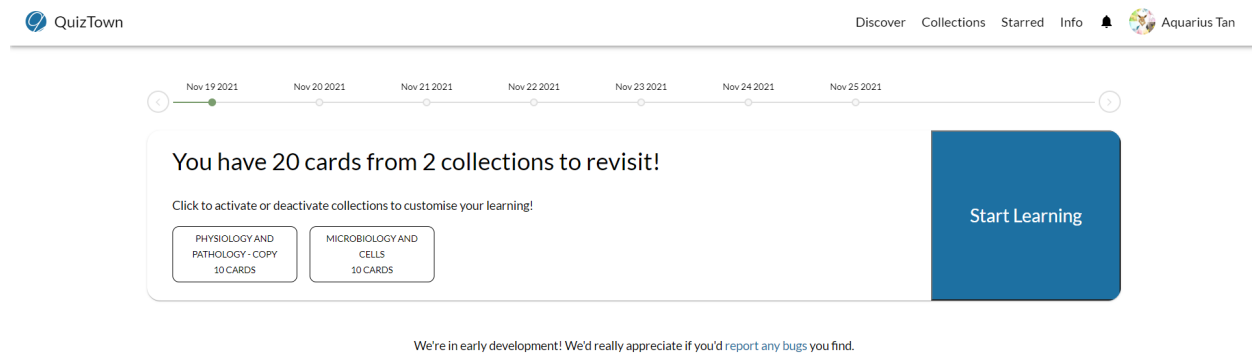 QuizTown
Discover Collections Starred Info Aquarius Tan
Nov 19 2021 Nov 20 2021 Nov 21 2021 Nov 22 2021 Nov 23 2021 Nov 24 2021 Nov 25 2021
You have 20 cards from 2 collections to revisit!
Click to activate or deactivate collections to customise your learning!
PHYSIOLOGY AND
PATHOLOGY - COPY
10 CARDS
MICROBIOLOGY AND
CELLS
10 CARDS
Start Learning
We're in early development! We'd really appreciate if you'd report any bugs you find.